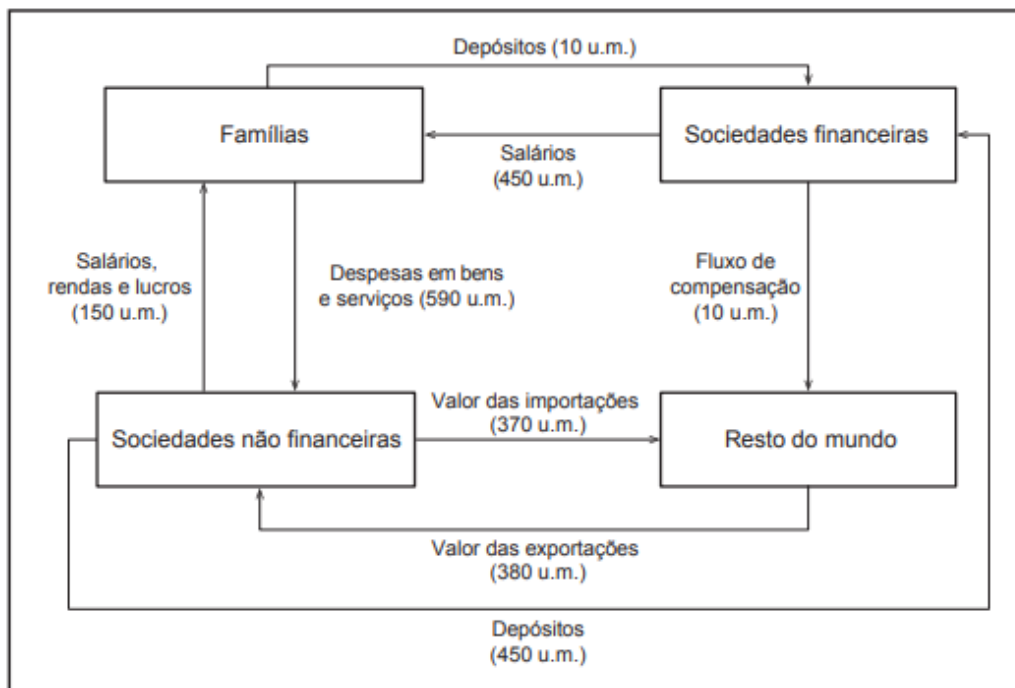 Depósitos (10 u.m.)
Famílias
Sociedades financeiras
Salários
(450 u.m.)
Salários,
rendas e lucros
(150 u.m.)
Despesas em bens
e serviços (590 u.m.)
Fluxo de
compensação
(10 u.m.)
Sociedades não financeiras
Valor das importações
(370 u.m.)
Resto do mundo
Valor das exportações
(380 u.m.)
Depósitos
(450 u.m.)